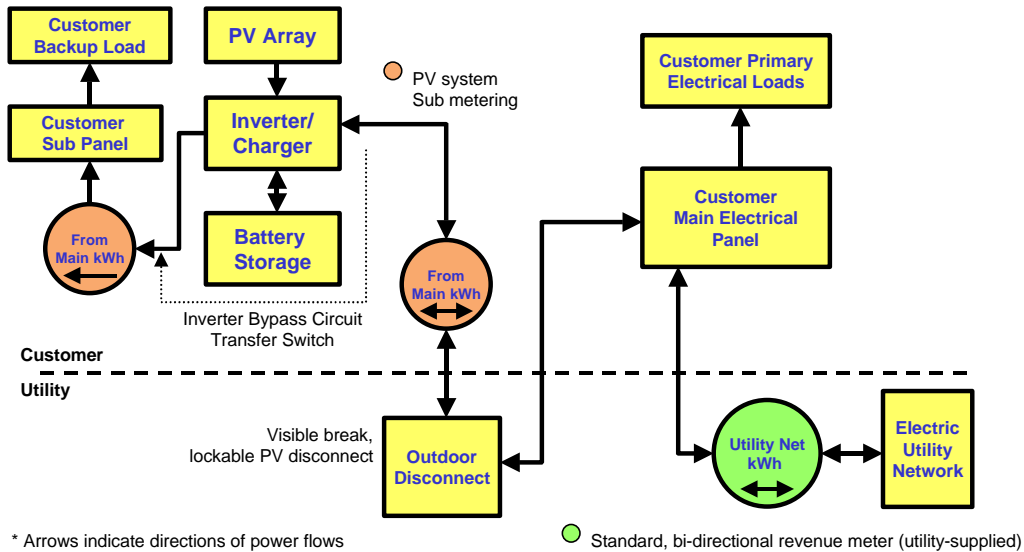 Customer
Backup Load
PV Array
PV system
Sub metering
Customer Primary
Electrical Loads
Customer
Sub Panel
Inverter/
Charger
Customer
Main Electrical
Panel
From
Main kWh
Battery
Storage
From
Main kWh
Inverter Bypass Circuit
Transfer Switch
Customer
Utility
Visible break,
lockable PV disconnect
Outdoor
Disconnect
Utility Net
kWh
Electric
Utility
Network
* Arrows indicate directions of power flows
Standard, bi-directional revenue meter (utility-supplied)